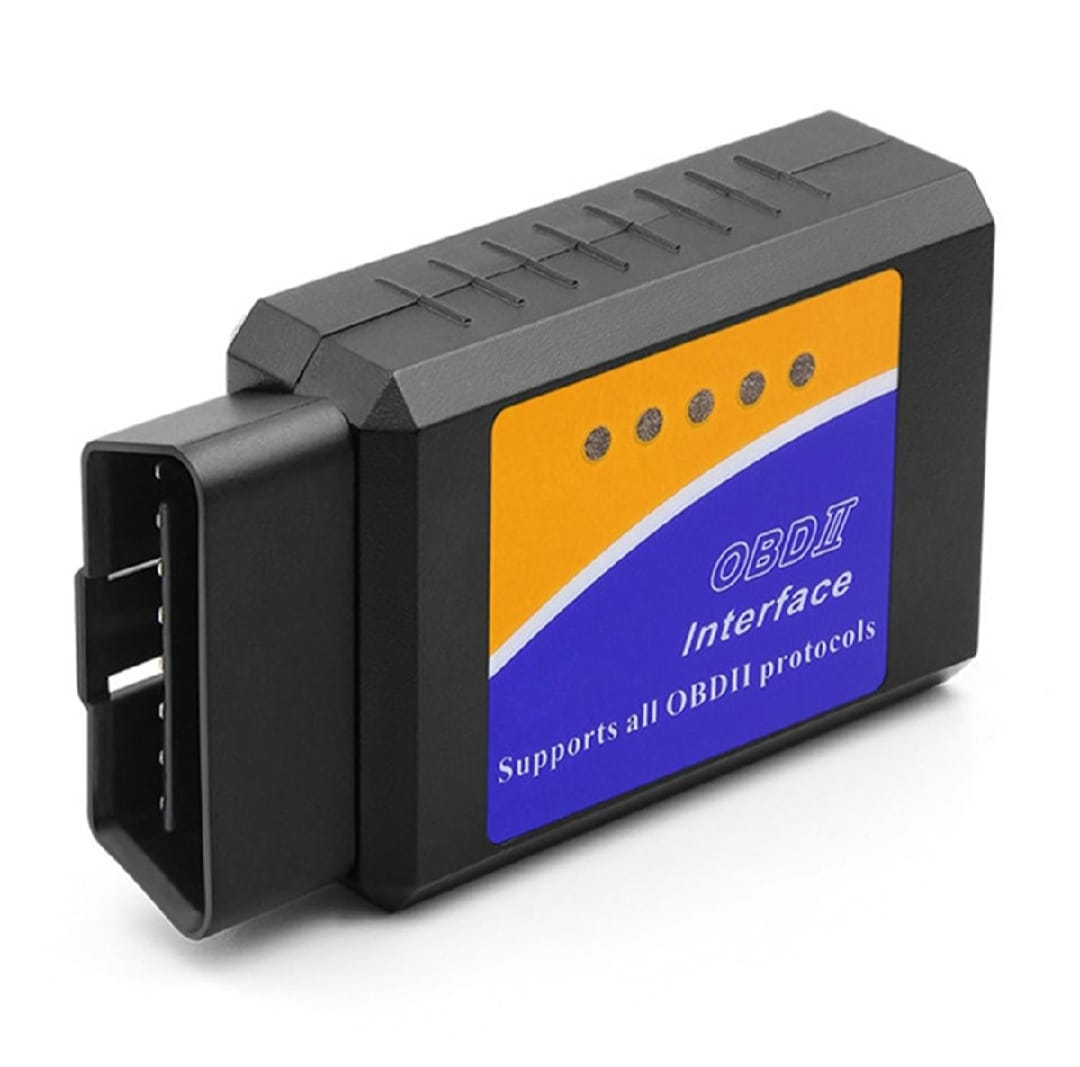 OBDII
Interface
Supports all OBDII protocols